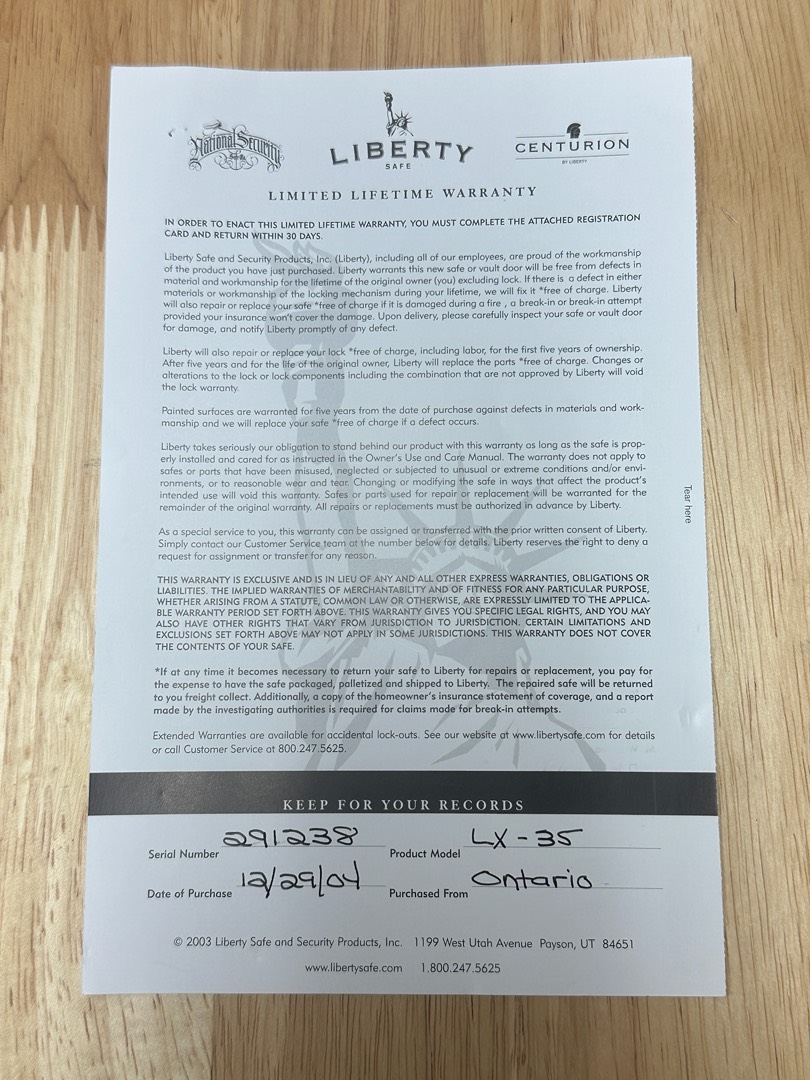 National Security
Safe
LIBERTY
SAFE
CENTURION
BY LIBERTY
LIMITED LIFETIME WARRANTY
IN ORDER TO ENACT THIS LIMITED LIFETIME WARRANTY, YOU MUST COMPLETE THE ATTACHED REGISTRATION
CARD AND RETURN WITHIN 30 DAYS.
Liberty Safe and Security Products, Inc. (Liberty), including all of our employees, are proud of the workmanship
of the product you have just purchased. Liberty warrants this new safe or vault door will be free from defects in
material and workmanship for the lifetime of the original owner (you) excluding lock. If there is a defect in either
materials or workmanship of the locking mechanism during your lifetime, we will fix it *free of charge. Liberty
will also repair or replace your safe *free of charge if it is damaged during a fire , a break-in or break-in attempt
provided your insurance won't cover the damage. Upon delivery, please carefully inspect your safe or vault door
for damage, and notify Liberty promptly of any defect.
Liberty will also repair or replace your lock *free of charge, including labor, for the first five years of ownership.
After five years and for the life of the original owner, Liberty will replace the parts *free of charge. Changes or
alterations to the lock or lock components including the combination that are not approved by Liberty will void
the lock warranty.
Painted surfaces are warranted for five years from the date of purchase against defects in materials and work-
manship and we will replace your safe *free of charge if a defect occurs.
Liberty takes seriously our obligation to stand behind our product with this warranty as long as the safe is prop-
erly installed and cared for as instructed in the Owner's Use and Care Manual. The warranty does not apply to
safes or parts that have been misused, neglected or subjected to unusual or extreme conditions and/or envi-
ronments, or to reasonable wear and tear. Changing or modifying the safe in ways that affect the product's
intended use will void this warranty. Safes or parts used for repair or replacement will be warranted for the
remainder of the original warranty. All repairs or replacements must be authorized in advance by Liberty.
As a special service to you, this warranty can be assigned or transferred with the prior written consent of Liberty.
Simply contact our Customer Service team at the number below for details. Liberty reserves the right to deny a
request for assignment or transfer for any reason.
THIS WARRANTY IS EXCLUSIVE AND IS IN LIEU OF ANY AND ALL OTHER EXPRESS WARRANTIES, OBLIGATIONS OR
LIABILITIES. THE IMPLIED WARRANTIES OF MERCHANTABILITY AND OF FITNESS FOR ANY PARTICULAR PURPOSE,
WHETHER ARISING FROM A STATUTE, COMMON LAW OR OTHERWISE, ARE EXPRESSLY LIMITED TO THE APPLICA-
BLE WARRANTY PERIOD SET FORTH ABOVE. THIS WARRANTY GIVES YOU SPECIFIC LEGAL RIGHTS, AND YOU MAY
ALSO HAVE OTHER RIGHTS THAT VARY FROM JURISDICTION TO JURISDICTION. CERTAIN LIMITATIONS AND
EXCLUSIONS SET FORTH ABOVE MAY NOT APPLY IN SOME JURISDICTIONS. THIS WARRANTY DOES NOT COVER
THE CONTENTS OF YOUR SAFE.
*If at any time it becomes necessary to return your safe to Liberty for repairs or replacement, you pay for
the expense to have the safe packaged, palletized and shipped to Liberty. The repaired safe will be returned
to you freight collect. Additionally, a copy of the homeowner's insurance statement of coverage, and a report
made by the investigating authorities is required for claims made for break-in attempts.
Extended Warranties are available for accidental lock-outs. See our website at www.libertysafe.com for details
or call Customer Service at 800.247.5625.
Tear here
KEEP FOR YOUR RECORDS
Serial Number 291238 Product Model LX-35
Date of Purchase 12/29/04 Purchased From Ontario
© 2003 Liberty Safe and Security Products, Inc. 1199 West Utah Avenue Payson, UT 84651
www.libertysafe.com 1.800.247.5625